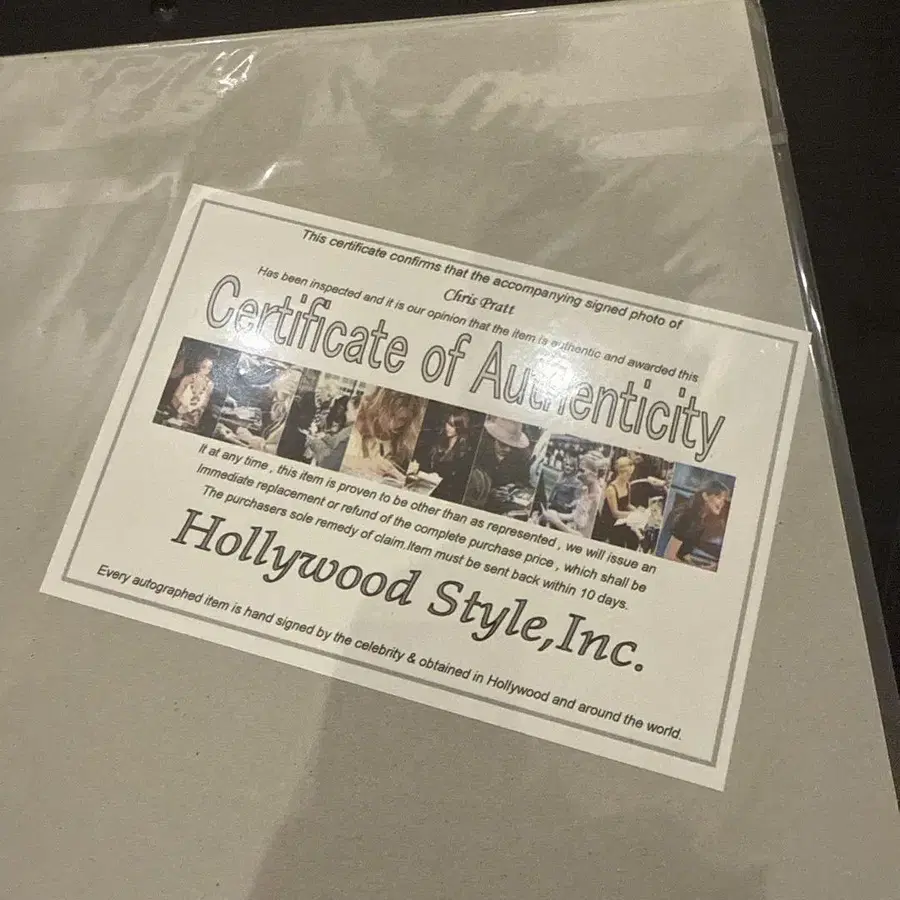 This certificate confirms that the accompanying signed photo of
Chris Pratt
Has been inspected and it is our opinion that the item is authentic and awarded this
Certificate of Authenticity
It at any time , this item is proven to be other than as represented , we will issue an
Immediate replacement or refund of the complete purchase price , which shall be
The purchasers sole remedy of claim.Item must be sent back within 10 days.
Hollywood Style,Inc.
Every autographed item is hand signed by the celebrity & obtained in Hollywood and around the world.